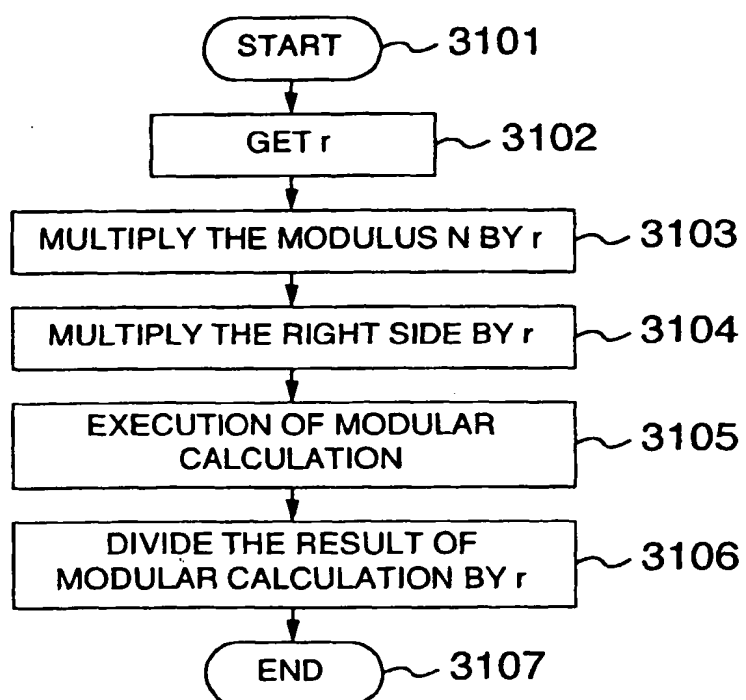 START 3101
GET r 3102
MULTIPLY THE MODULUS N BY r 3103
MULTIPLY THE RIGHT SIDE BY r 3104
EXECUTION OF MODULAR
CALCULATION 3105
DIVIDE THE RESULT OF
MODULAR CALCULATION BY r 3106
END 3107